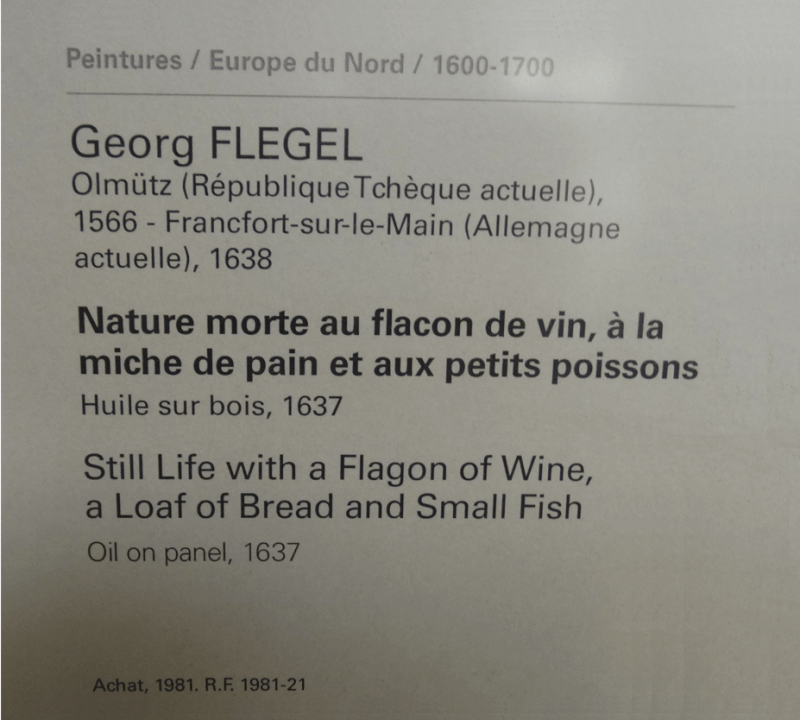 Peintures / Europe du Nord / 1600-1700
Georg FLEGEL
Olmütz (République Tchèque actuelle),
1566 - Francfort-sur-le-Main (Allemagne
actuelle), 1638
Nature morte au flacon de vin, à la
miche de pain et aux petits poissons
Huile sur bois, 1637
Still Life with a Flagon of Wine,
a Loaf of Bread and Small Fish
Oil on panel, 1637
Achat, 1981. R.F. 1981-21